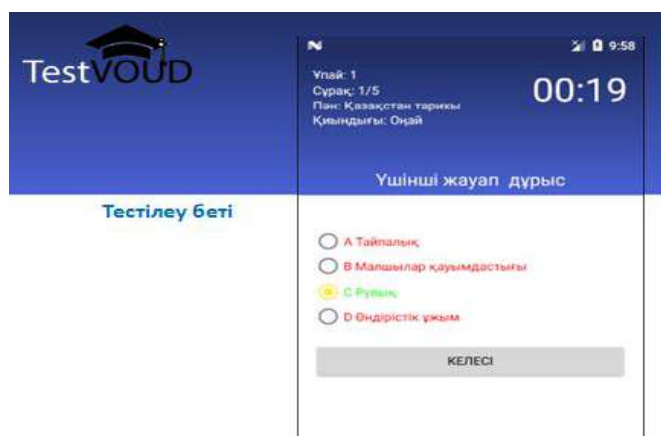 TestVOUD
9:58
Ұпай: 1
Сұрақ: 1/5
Пән: Қазақстан тарихы
Қиындығы: Оңай
00:19
Үшінші жауап дұрыс
Тестілеу беті
A Тайпалық
B Малшылар қауымдастығы
C Рулық
D Өндірістік ұжым
КЕЛЕСІ